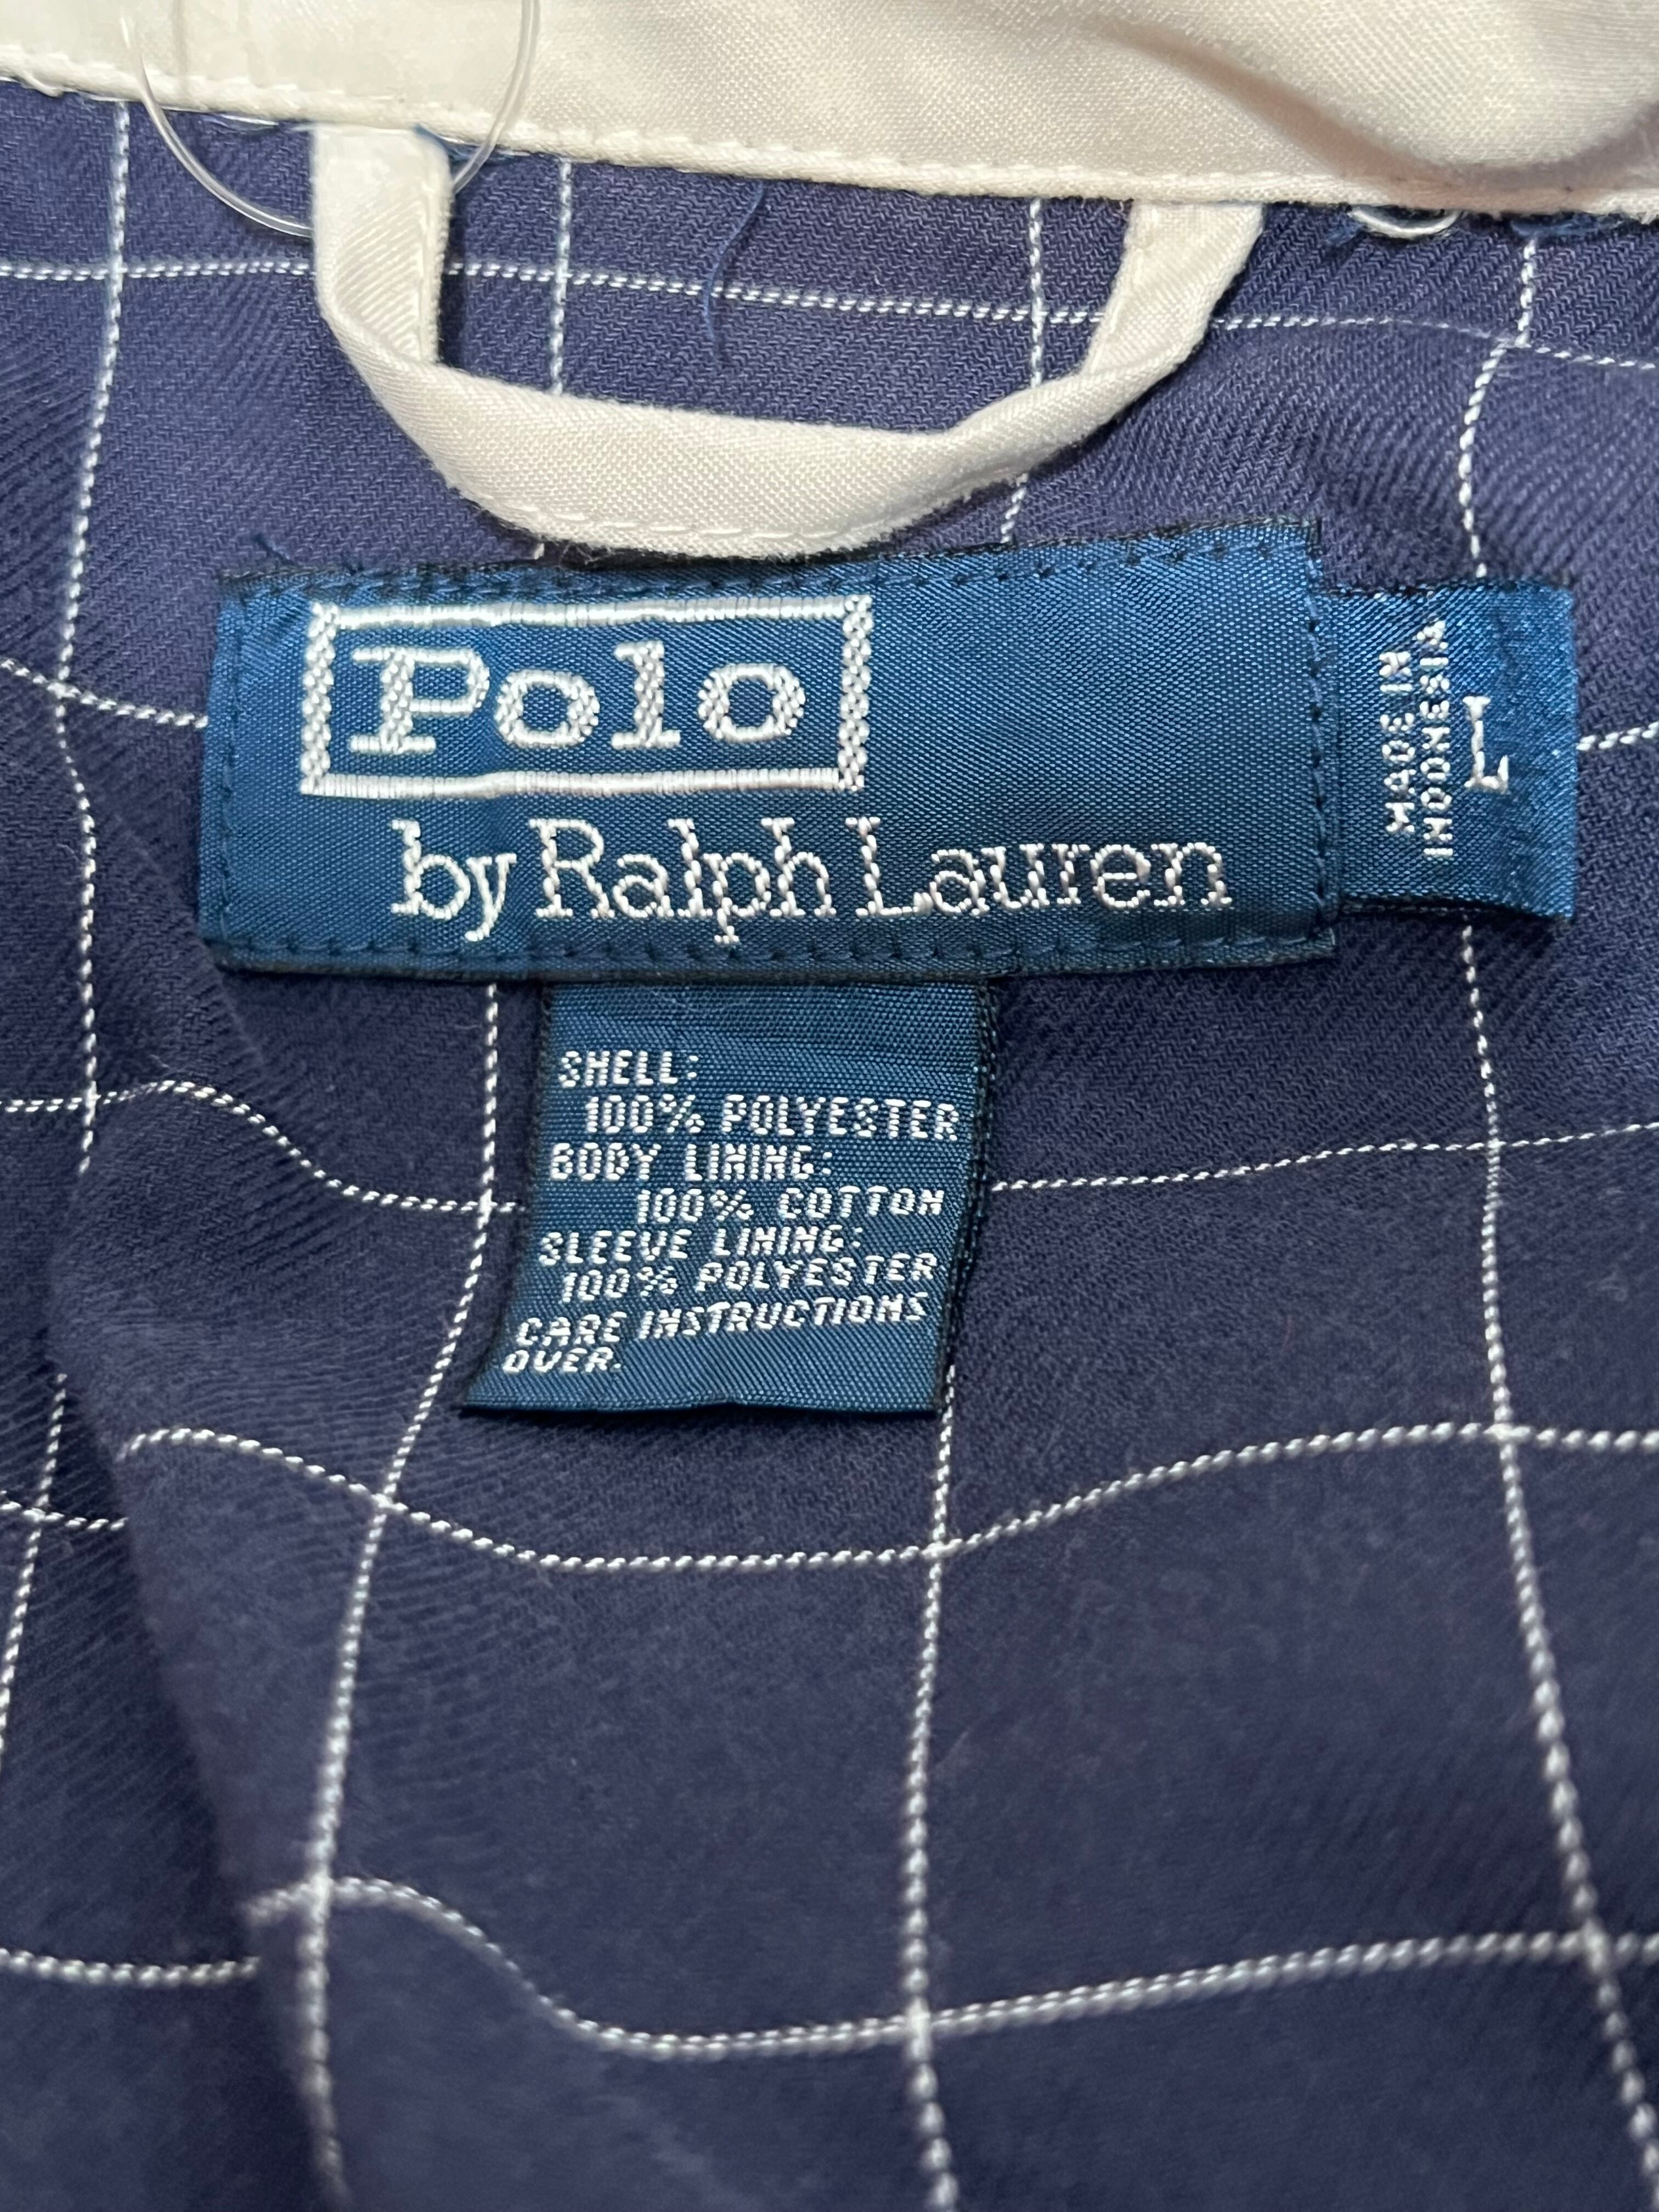 Polo
by Ralph Lauren
MADE IN
INDONESIA
L
SHELL:
100% POLYESTER
BODY LINING:
100% COTTON
SLEEVE LINING:
100% POLYESTER
CARE INSTRUCTIONS
OVER.